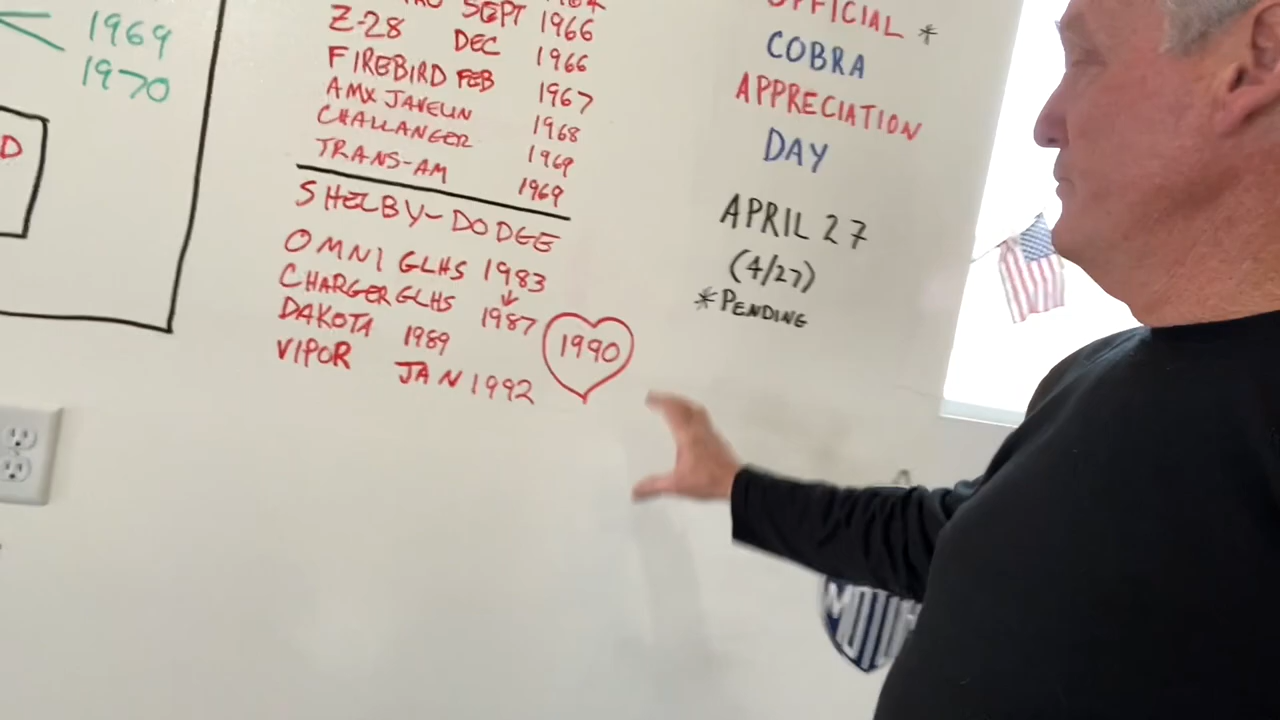 1969
1970
D
SEPT 1966
Z-28 DEC 1966
FIREBIRD FEB 1967
AMX JAVELIN 1968
CHALLANGER 1969
TRANS-AM 1969
SHELBY-DODGE
OMNI GLHS 1983
CHARGER GLHS 1987
DAKOTA 1989
VIPOR JAN 1992
1990
OFFICIAL *
COBRA
APPRECIATION
DAY
APRIL 27
(4/27)
*PENDING